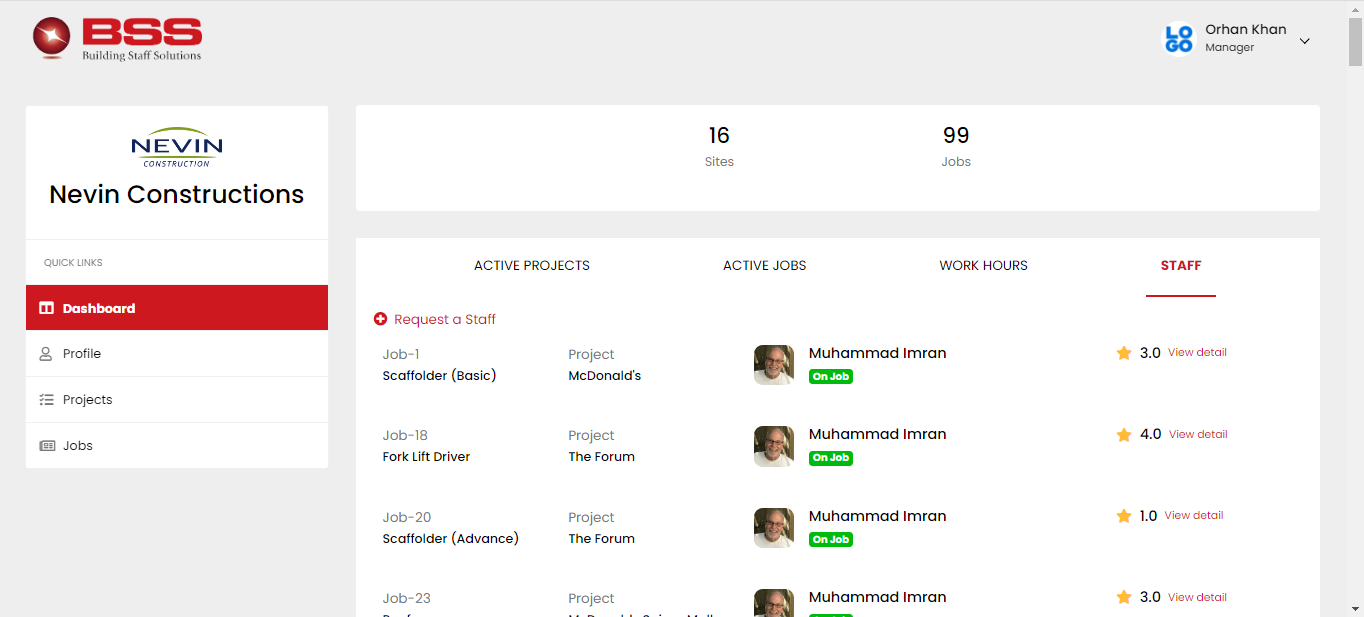 BSS
Building Staff Solutions
LO
GO
Orhan Khan
Manager
NEVIN
CONSTRUCTION
Nevin Constructions
QUICK LINKS
Dashboard
Profile
Projects
Jobs
16
Sites
99
Jobs
ACTIVE PROJECTS
ACTIVE JOBS
WORK HOURS
STAFF
Request a Staff
Job-1
Scaffolder (Basic)
Project
McDonald's
Muhammad Imran
On Job
3.0 View detail
Job-18
Fork Lift Driver
Project
The Forum
Muhammad Imran
On Job
4.0 View detail
Job-20
Scaffolder (Advance)
Project
The Forum
Muhammad Imran
On Job
1.0 View detail
Job-23
Project
Muhammad Imran
3.0 View detail